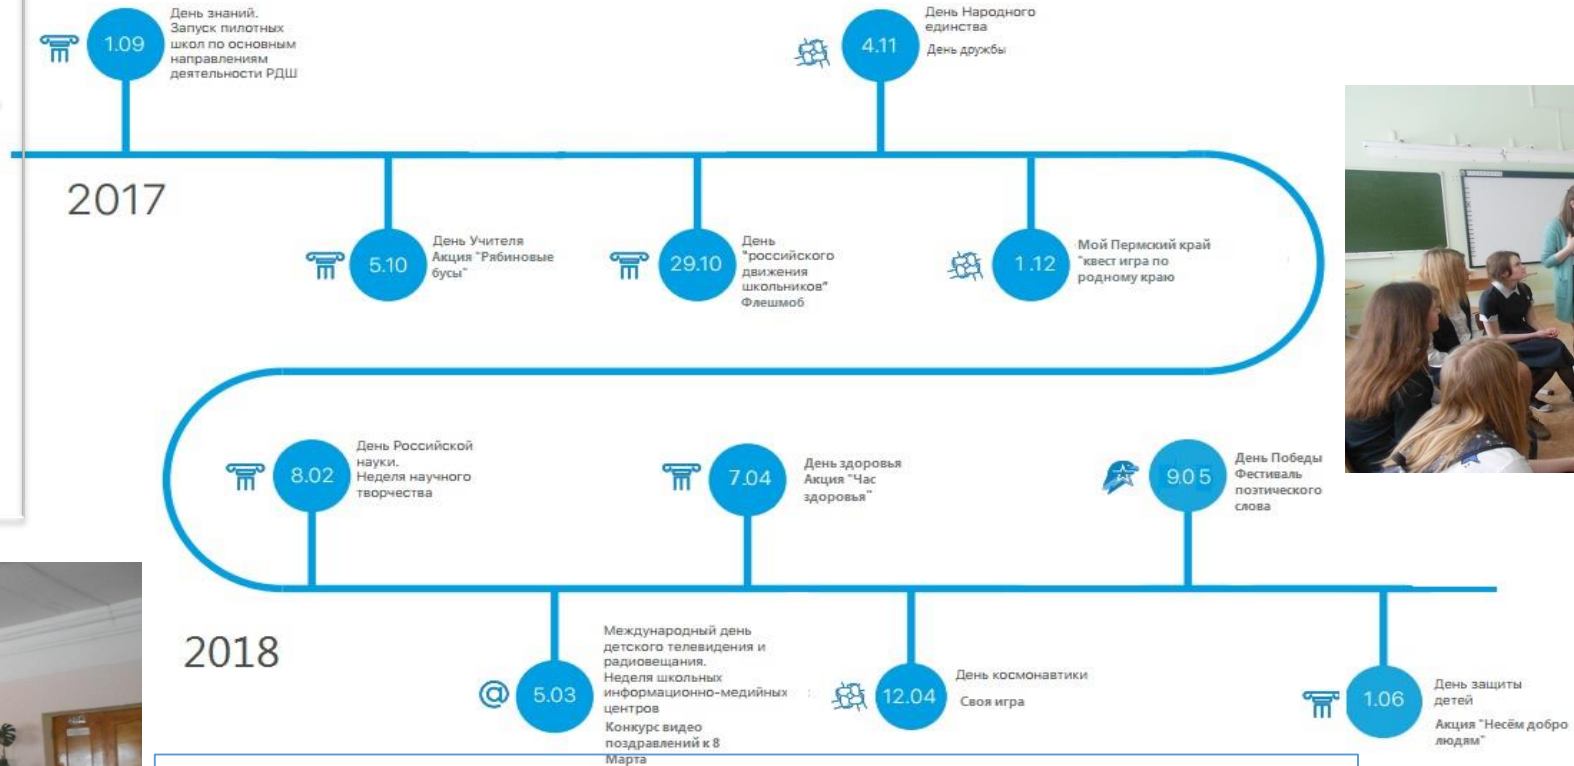 1.09
День знаний.
Запуск пилотных
школ по основным
направлениям
деятельности РДШ
4.11
День Народного
единства
День дружбы
2017
5.10
День Учителя
Акция "Рябиновые
бусы"
29.10
День
"российского
движения
школьников"
Флешмоб
1.12
Мой Пермский край
"квест игра по
родному краю
8.02
День Российской
науки.
Неделя научного
творчества
7.04
День здоровья
Акция "Час
здоровья"
9.05
День Победы
Фестиваль
поэтического
слова
2018
@
5.03
Международный день
детского телевидения и
радиовещания.
Неделя школьных
информационно-медийных
центров
Конкурс видео
поздравлений к 8
Марта
12.04
День космонавтики
Своя игра
1.06
День защиты
детей
Акция "Несём добро
людям"